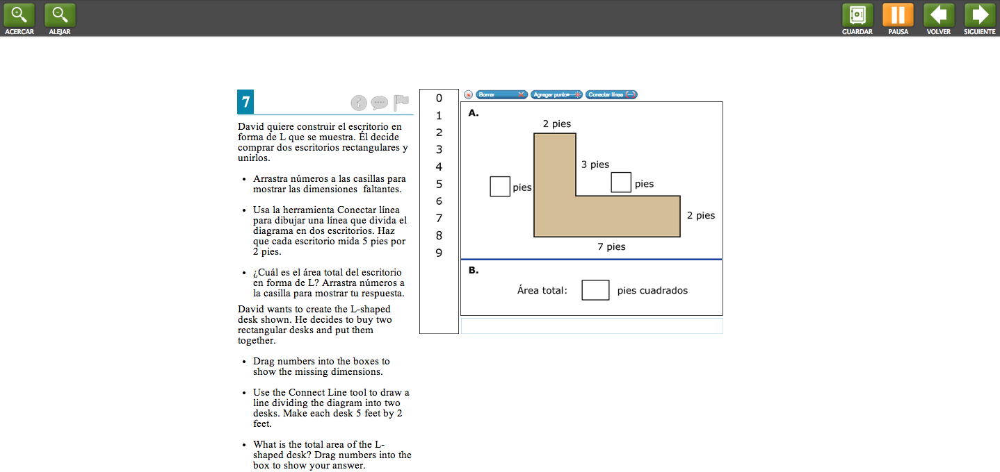 ACERCAR
ALEJAR
GUARDAR
PAUSA
VOLVER
SIGUIENTE
7
David quiere construir el escritorio en
forma de L que se muestra. Él decide
comprar dos escritorios rectangulares y
unirlos.
• Arrastra números a las casillas para
mostrar las dimensiones faltantes.
• Usa la herramienta Conectar línea
para dibujar una línea que divida el
diagrama en dos escritorios. Haz
que cada escritorio mida 5 pies por
2 pies.
• ¿Cuál es el área total del escritorio
en forma de L? Arrastra números a
la casilla para mostrar tu respuesta.
David wants to create the L-shaped
desk shown. He decides to buy two
rectangular desks and put them
together.
• Drag numbers into the boxes to
show the missing dimensions.
• Use the Connect Line tool to draw a
line dividing the diagram into two
desks. Make each desk 5 feet by 2
feet.
• What is the total area of the L-
shaped desk? Drag numbers into the
box to show your answer.
0
1
2
3
4
5
6
7
8
9
Borrar
Agregar punto
Conectar línea
A.
2 pies
3 pies
pies
pies
2 pies
7 pies
B.
Área total:
pies cuadrados